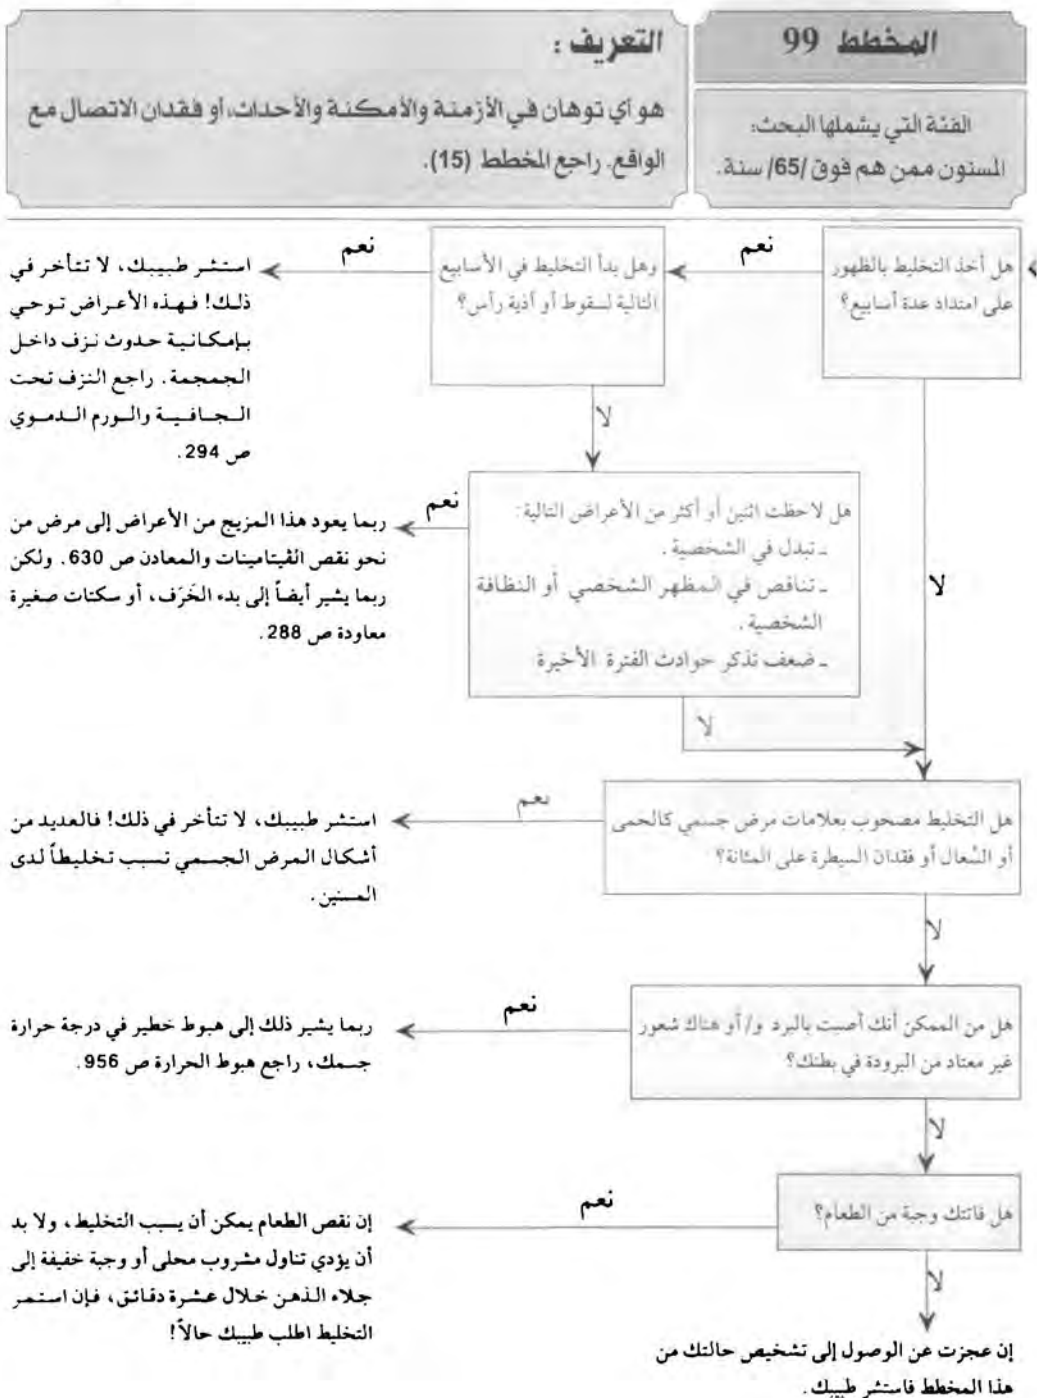 المخطط 99
الفئة التي يشملها البحث:
المسنون ممن هم فوق /65/ سنة.
التعريف:
هو أي توهان في الأزمنة والأمكنة والأحداث، أو فقدان الاتصال مع
الواقع. راجع المخطط (15).
هل أخذ التخليط بالظهور
على امتداد عدة أسابيع؟
نعم
وهل بدأ التخليط في الأسابيع
التالية لسقوط أو أذية رأس؟
نعم
استشر طبيبك، لا تتأخر في
ذلك! فهذه الأعراض توحي
بإمكانية حدوث نزف داخل
الجمجمة. راجع النزف تحت
الجافية والورم الدموي
ص 294.
لا
لا
هل لاحظت اثنين أو أكثر من الأعراض التالية:
ـ تبدل في الشخصية.
ـ تناقص في المظهر الشخصي أو النظافة
الشخصية.
ـ ضعف تذكر حوادث الفترة الأخيرة
نعم
ربما يعود هذا المزيج من الأعراض إلى مرض من
نحو نقص الڤيتامينات والمعادن ص 630. ولكن
ربما يشير أيضاً إلى بدء الخَرَف، أو سكتات صغيرة
معاودة ص 288.
لا
هل التخليط مصحوب بعلامات مرض جسمي كالحمى
أو السُّعال أو فقدان السيطرة على المثانة؟
نعم
استشر طبيبك، لا تتأخر في ذلك! فالعديد من
أشكال المرض الجسمي تسبب تخليطاً لدى
المسنين.
لا
هل من الممكن أنك أصبت بالبرد و/ أو هناك شعور
غير معتاد من البرودة في بطنك؟
نعم
ربما يشير ذلك إلى هبوط خطير في درجة حرارة
جسمك، راجع هبوط الحرارة ص 956.
لا
هل فاتتك وجبة من الطعام؟
نعم
إن نقص الطعام يمكن أن يسبب التخليط، ولا بد
أن يؤدي تناول مشروب محلى أو وجبة خفيفة إلى
جلاء الذهن خلال عشرة دقائق، فإن استمر
التخليط اطلب طبيبك حالاً!
لا
إن عجزت عن الوصول إلى تشخيص حالتك من
هذا المخطط فاستشر طبيبك.